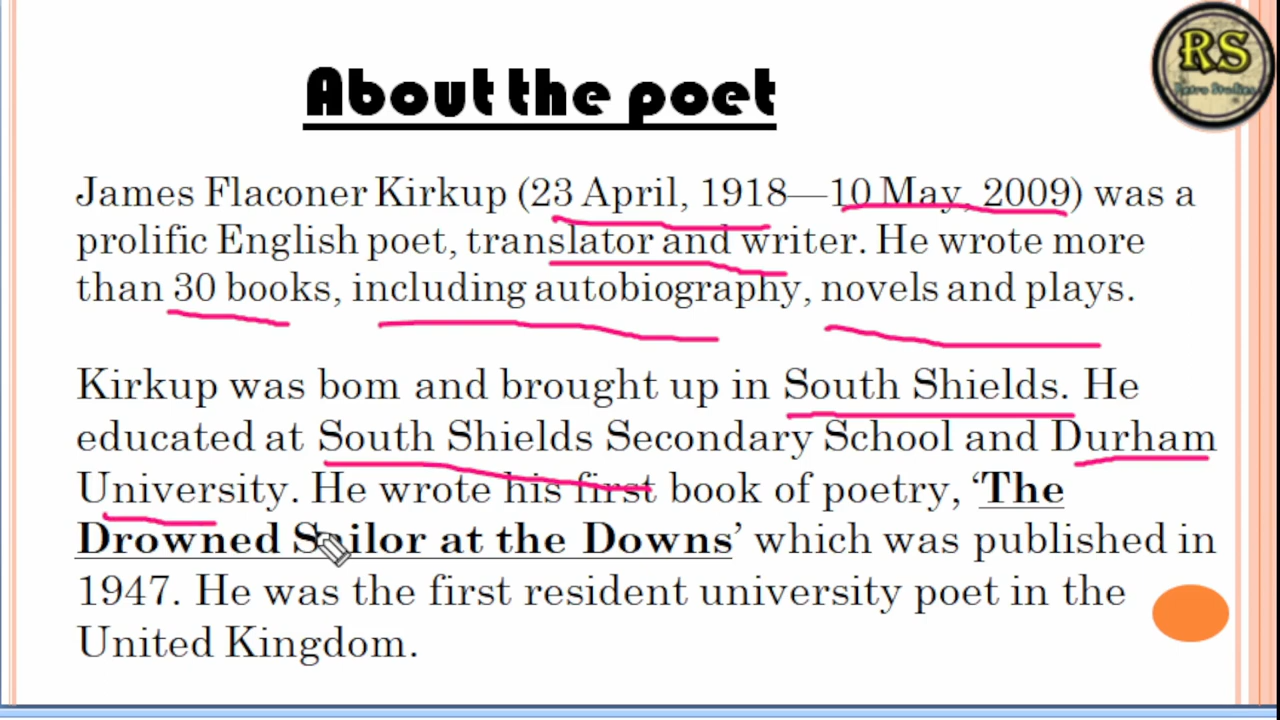 RS
Retro Studies
About the poet
James Flaconer Kirkup (23 April, 1918—10 May, 2009) was a
prolific English poet, translator and writer. He wrote more
than 30 books, including autobiography, novels and plays.
Kirkup was bom and brought up in South Shields. He
educated at South Shields Secondary School and Durham
University. He wrote his first book of poetry, ‘The
Drowned Sailor at the Downs’ which was published in
1947. He was the first resident university poet in the
United Kingdom.